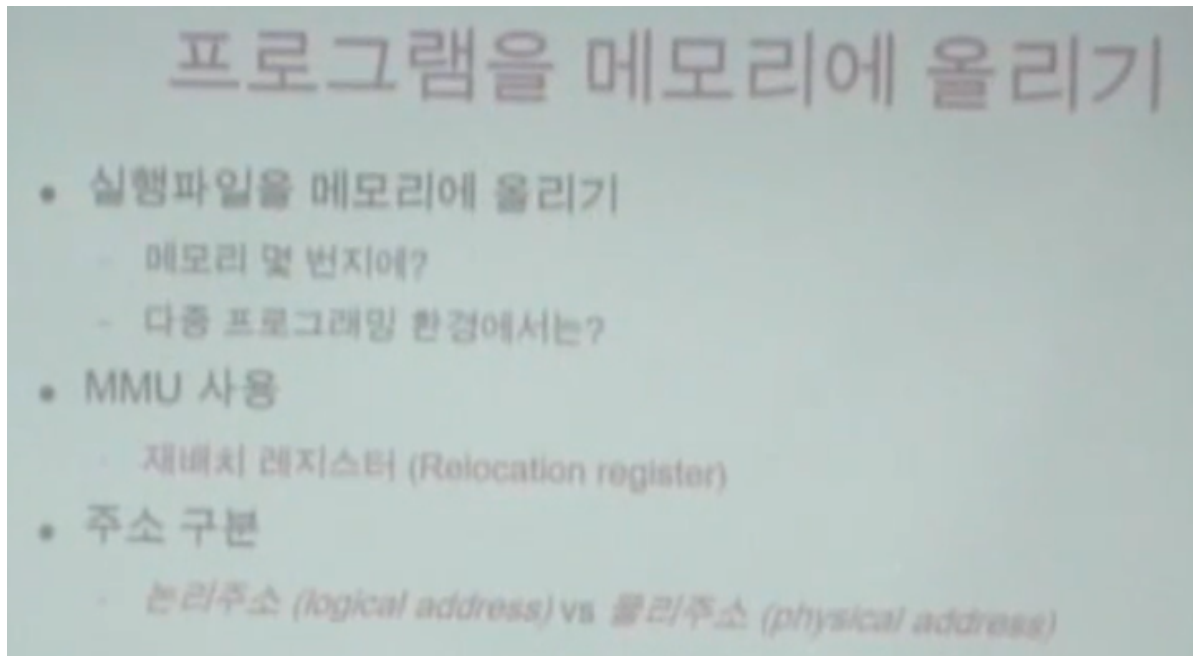 프로그램을 메모리에 올리기
• 실행파일을 메모리에 올리기
- 메모리 몇 번지에?
- 다중 프로그래밍 환경에서는?
• MMU 사용
- 재배치 레지스터 (Relocation register)
• 주소 구분
- 논리주소 (logical address) vs 물리주소 (physical address)